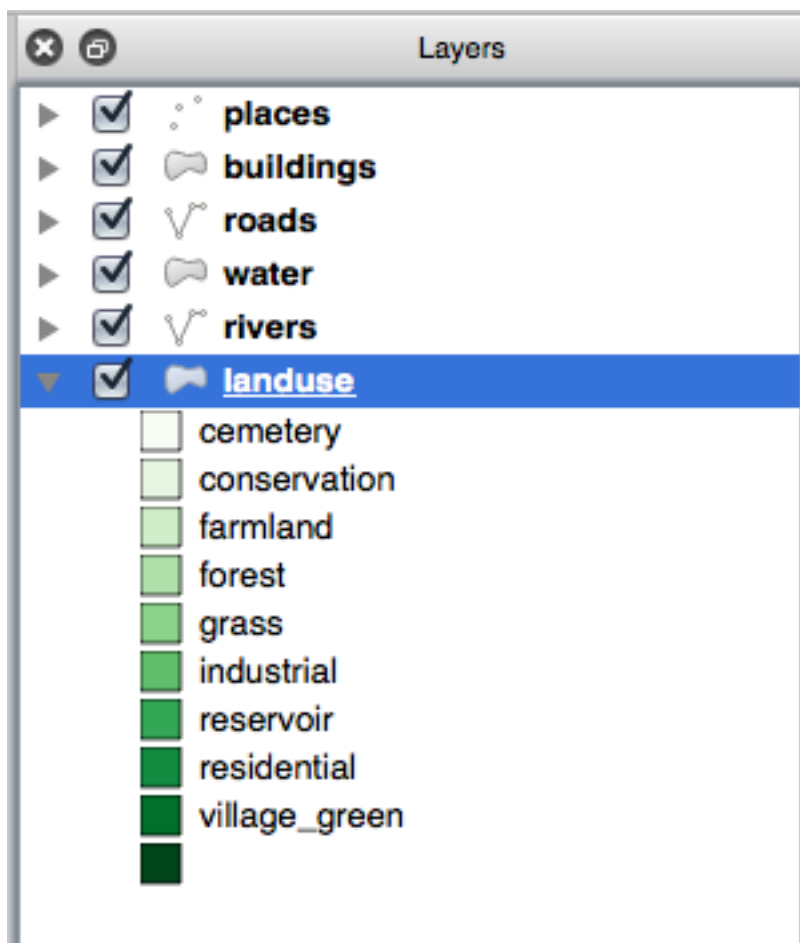 Layers
places
buildings
roads
water
rivers
landuse
cemetery
conservation
farmland
forest
grass
industrial
reservoir
residential
village_green